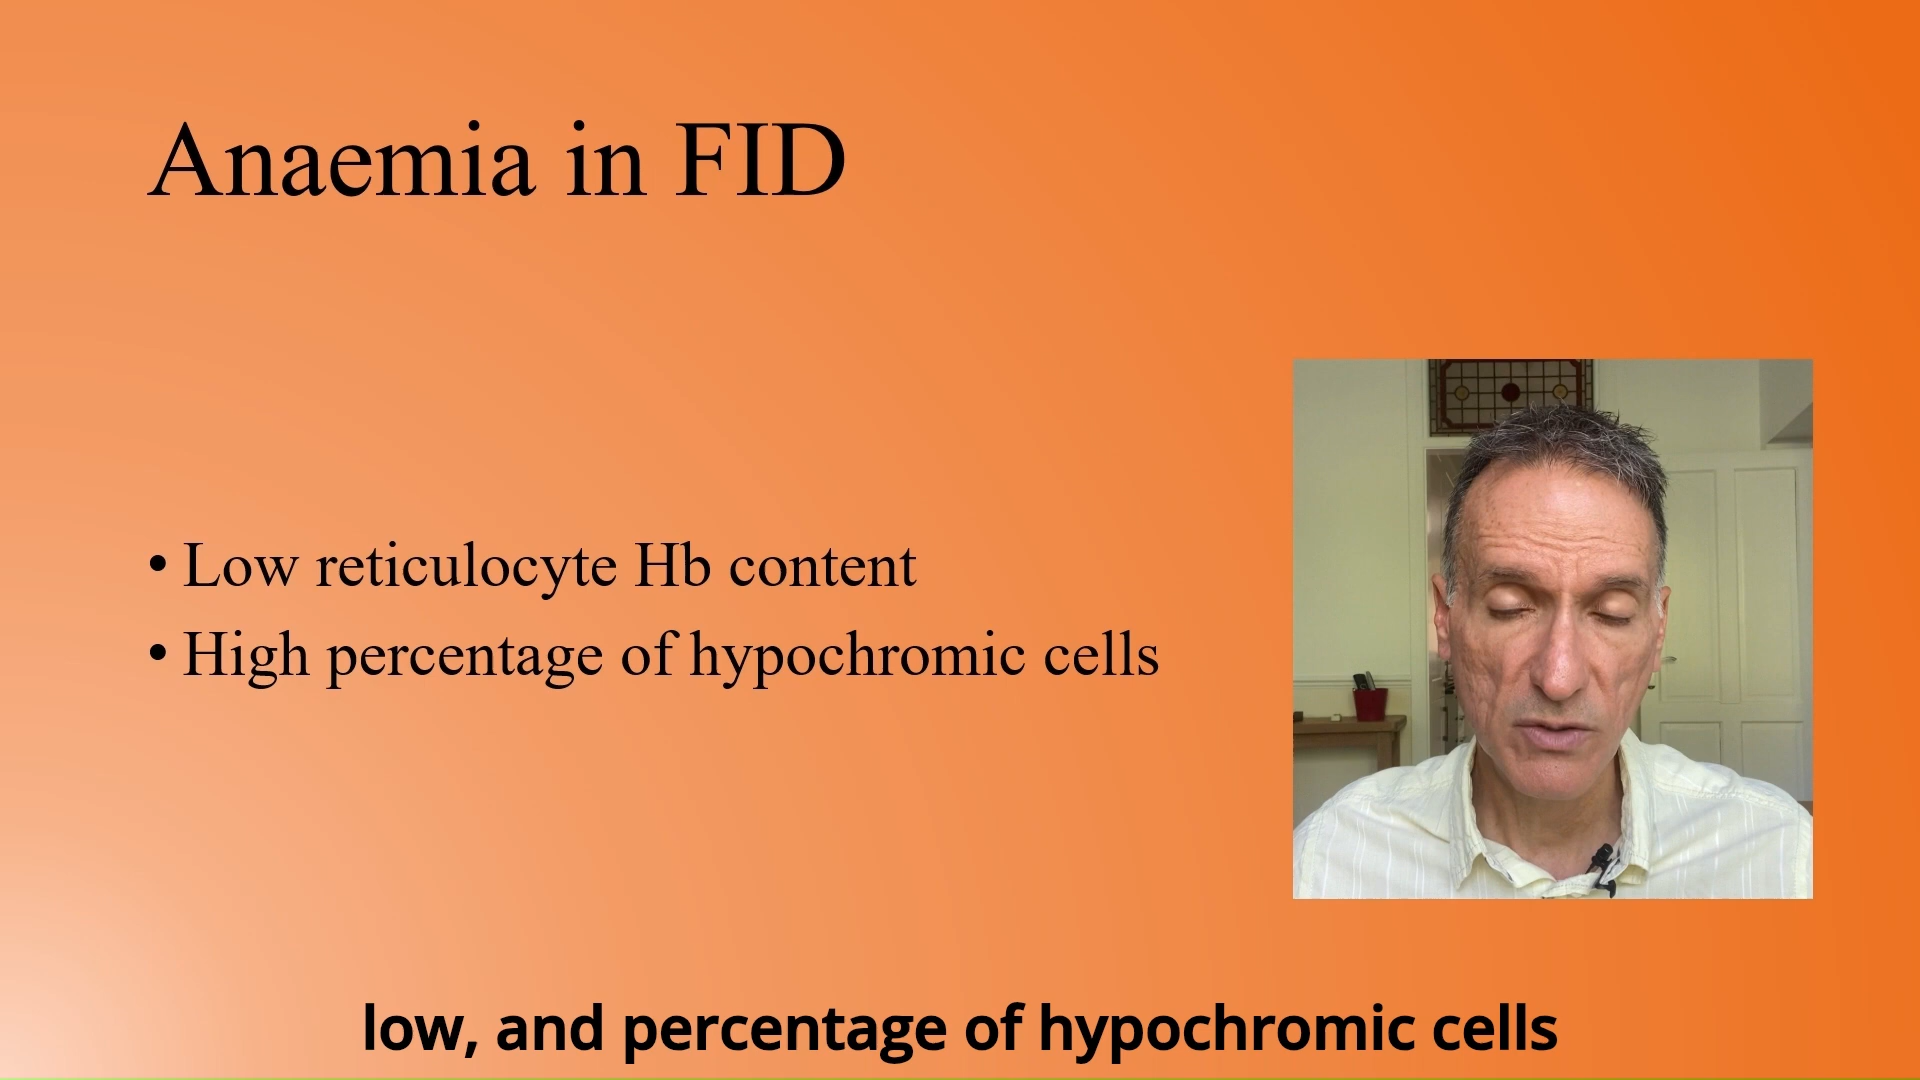 Anaemia in FID
• Low reticulocyte Hb content
• High percentage of hypochromic cells
low, and percentage of hypochromic cells